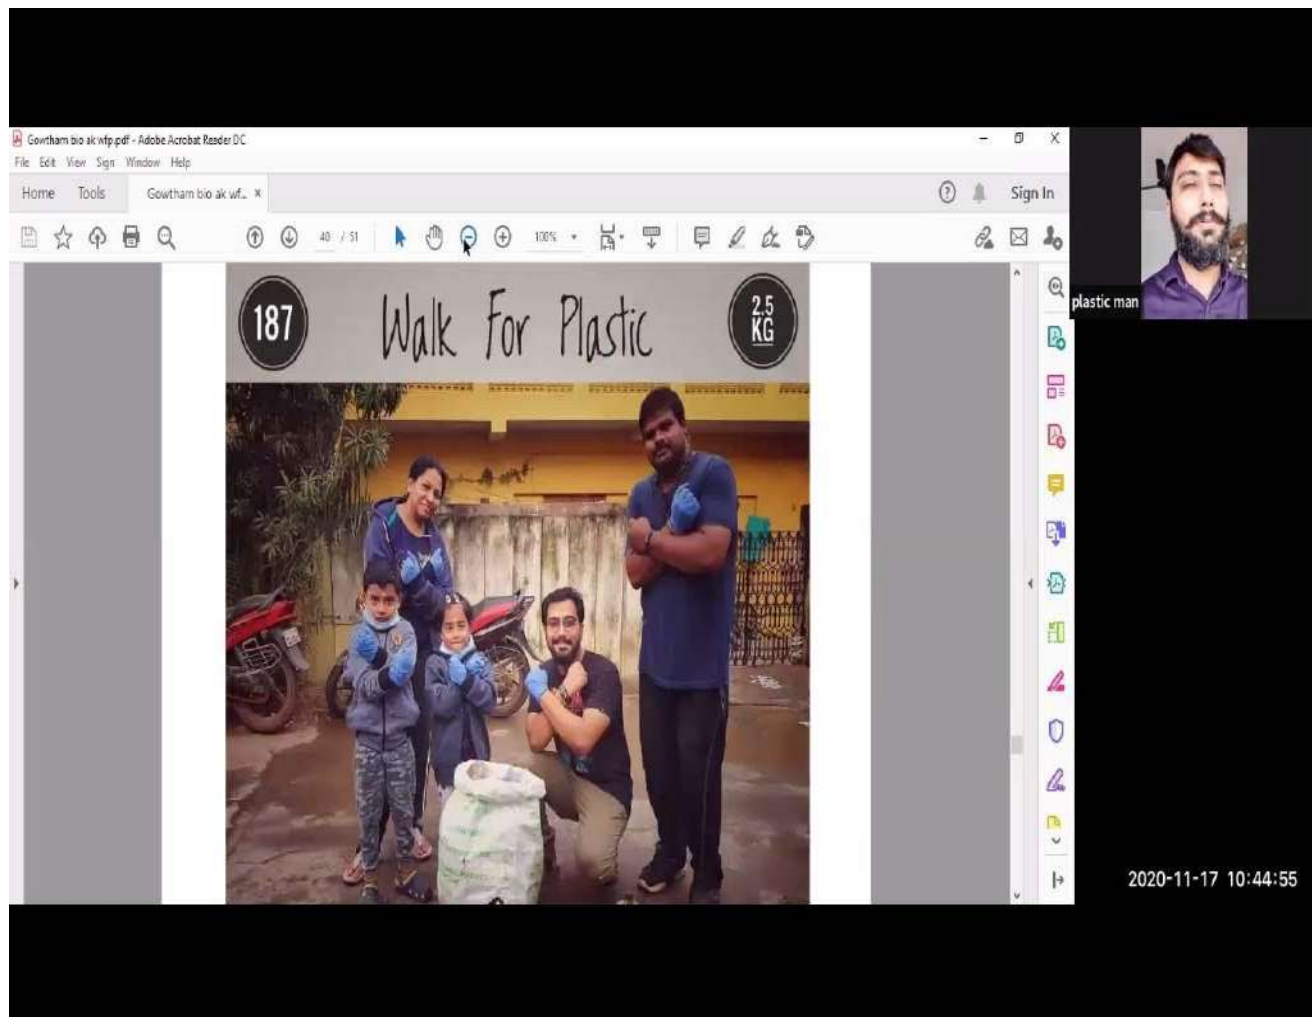 Gowtham bio ak wfp.pdf - Adobe Acrobat Reader DC
File Edit View Sign Window Help
Home Tools Gowtham bio ak wf... × Sign In
40 / 51 100%
187 Walk For Plastic 2.5 KG
plastic man
2020-11-17 10:44:55